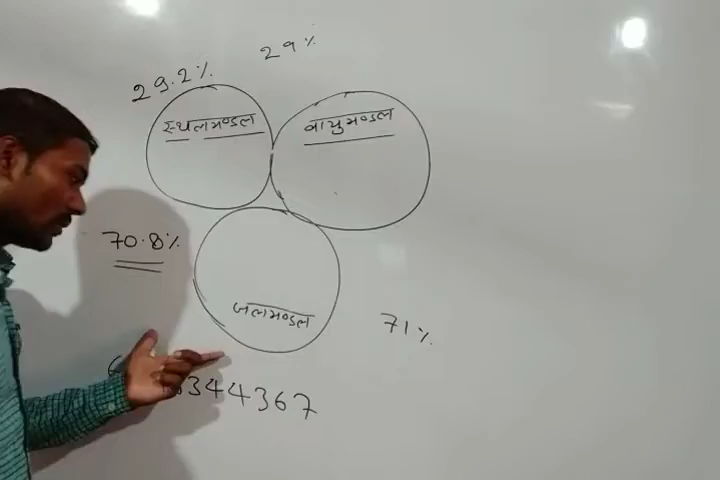 29%
29.2%
स्थलमण्डल
वायुमण्डल
70.8%
जलमण्डल
71%
344367